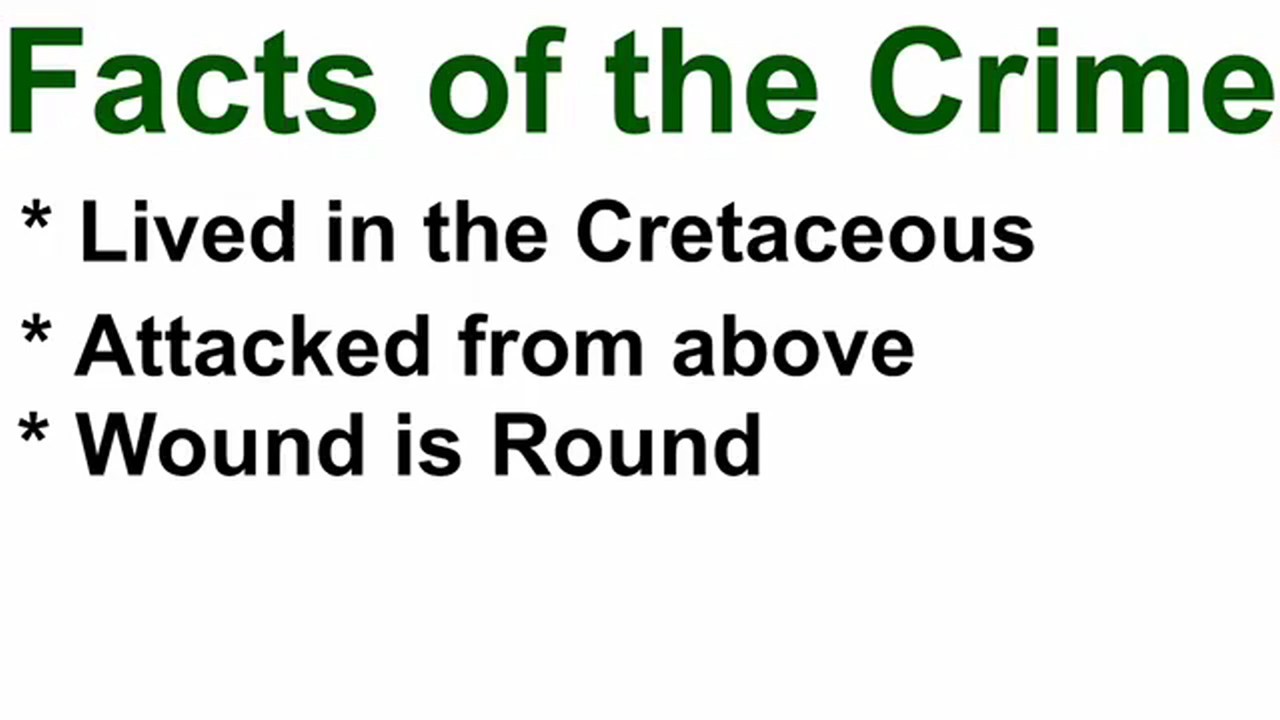 Facts of the Crime
* Lived in the Cretaceous
* Attacked from above
* Wound is Round